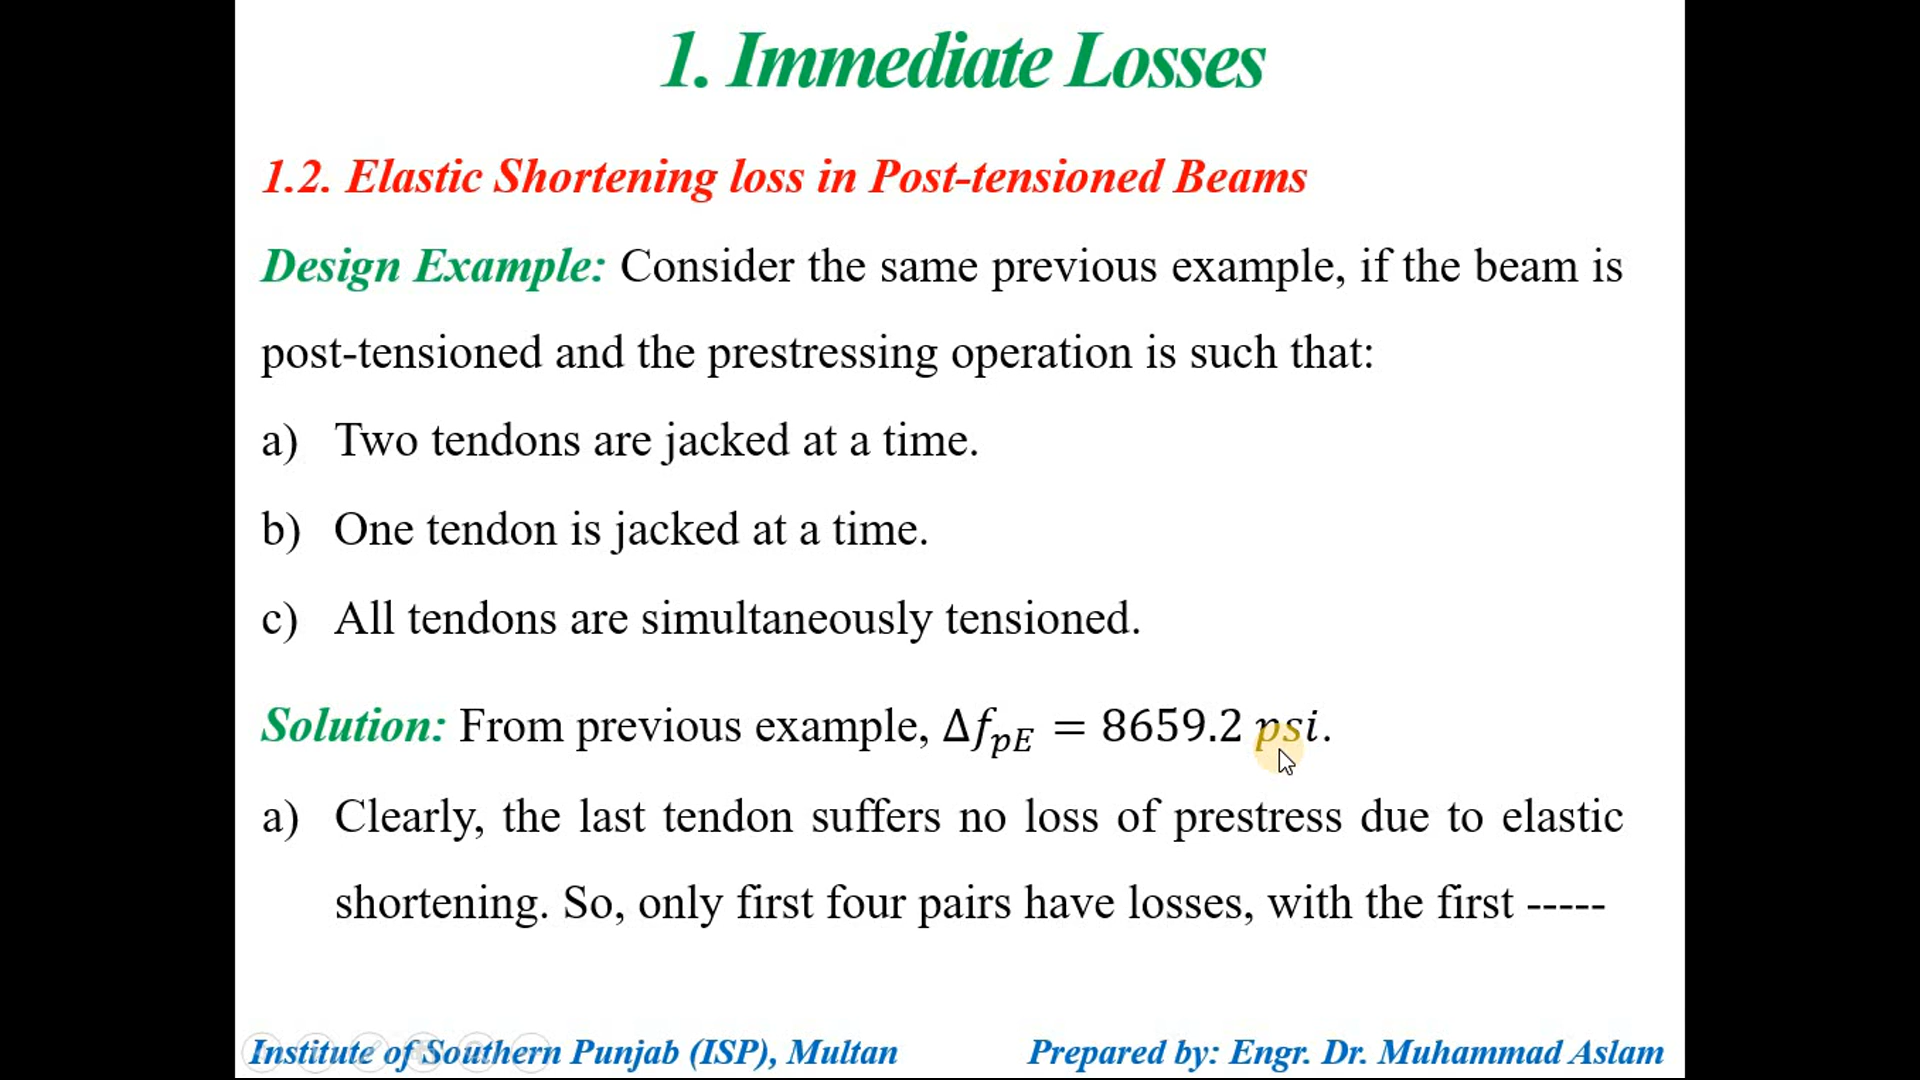 1. Immediate Losses
1.2. Elastic Shortening loss in Post-tensioned Beams
Design Example: Consider the same previous example, if the beam is
post-tensioned and the prestressing operation is such that:
a) Two tendons are jacked at a time.
b) One tendon is jacked at a time.
c) All tendons are simultaneously tensioned.
Solution: From previous example, Δf_{pE} = 8659.2 psi.
a) Clearly, the last tendon suffers no loss of prestress due to elastic
shortening. So, only first four pairs have losses, with the first -----
Institute of Southern Punjab (ISP), Multan
Prepared by: Engr. Dr. Muhammad Aslam